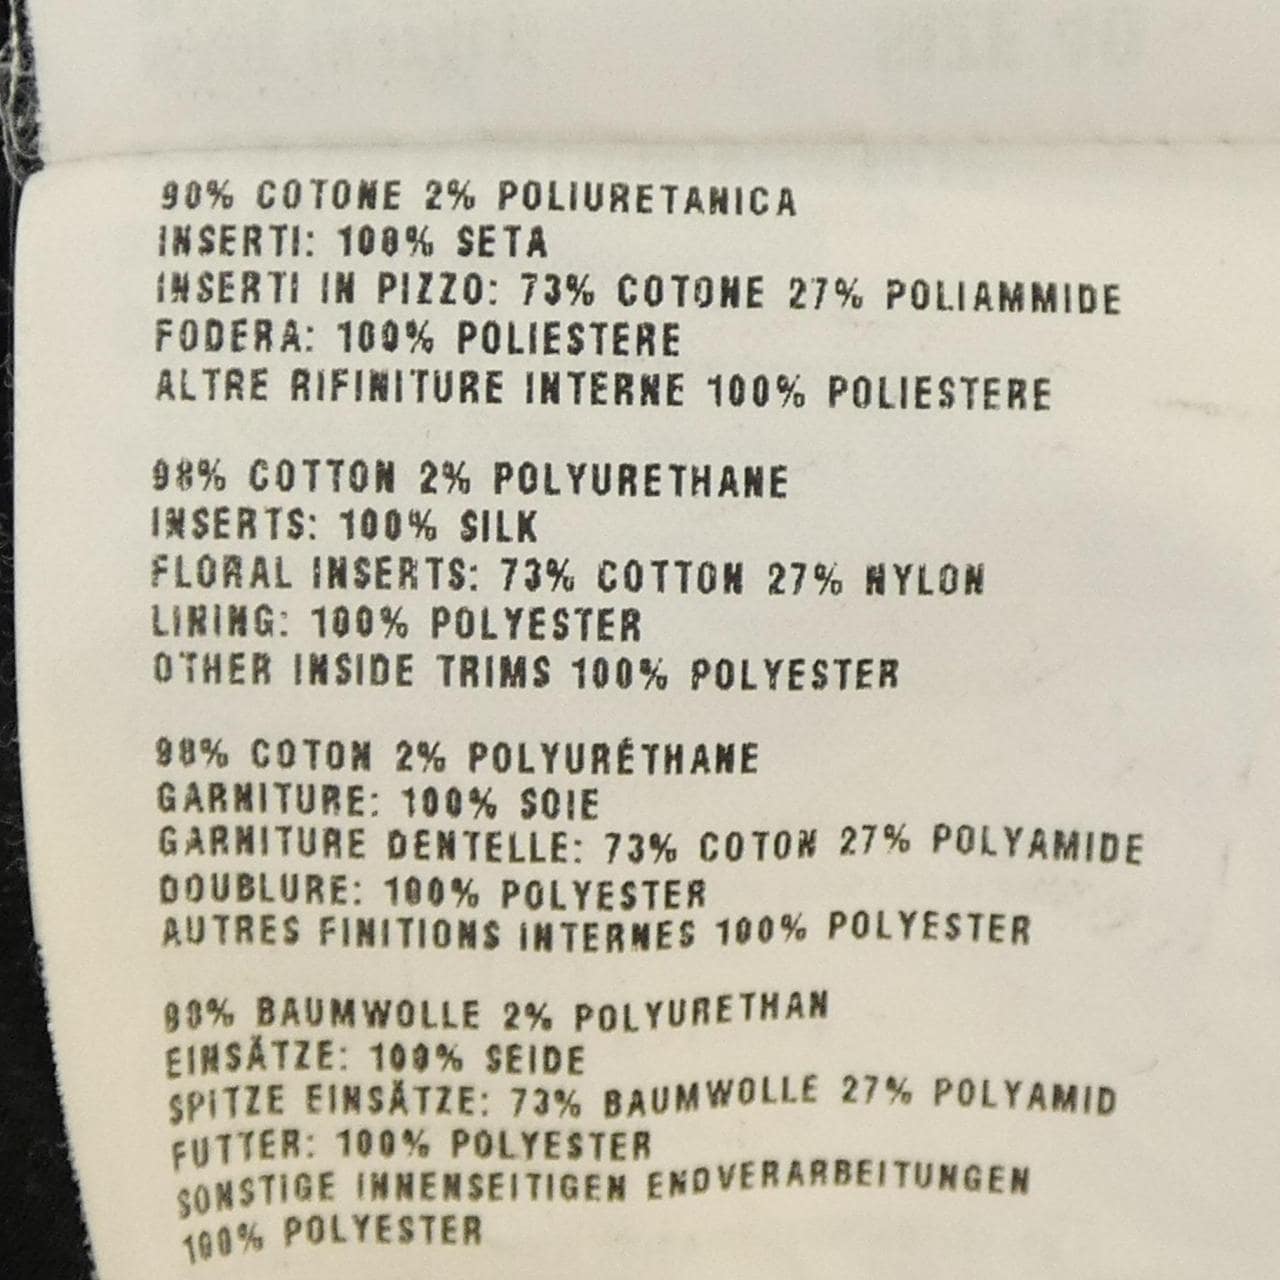 98% COTONE 2% POLIURETANICA
INSERTI: 100% SETA
INSERTI IN PIZZO: 73% COTONE 27% POLIAMMIDE
FODERA: 100% POLIESTERE
ALTRE RIFINITURE INTERNE 100% POLIESTERE
98% COTTON 2% POLYURETHANE
INSERTS: 100% SILK
FLORAL INSERTS: 73% COTTON 27% NYLON
LINING: 100% POLYESTER
OTHER INSIDE TRIMS 100% POLYESTER
98% COTON 2% POLYURÉTHANE
GARNITURE: 100% SOIE
GARNITURE DENTELLE: 73% COTON 27% POLYAMIDE
DOUBLURE: 100% POLYESTER
AUTRES FINITIONS INTERNES 100% POLYESTER
98% BAUMWOLLE 2% POLYURETHAN
EINSÄTZE: 100% SEIDE
SPITZE EINSÄTZE: 73% BAUMWOLLE 27% POLYAMID
FUTTER: 100% POLYESTER
SONSTIGE INNENSEITIGEN ENDVERARBEITUNGEN
100% POLYESTER